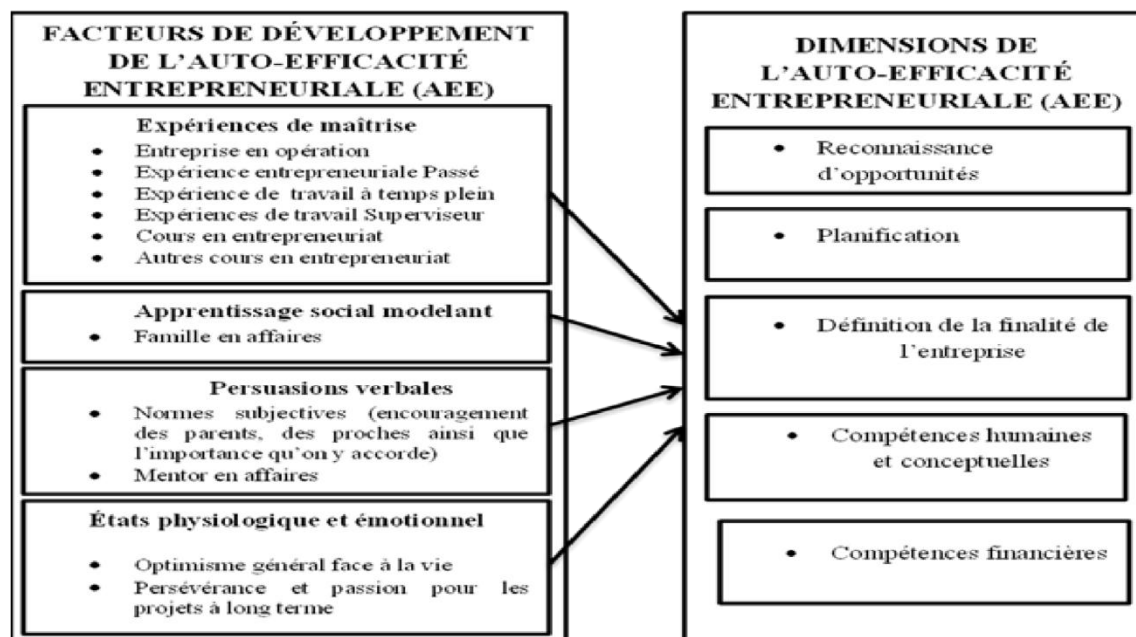 FACTEURS DE DÉVELOPPEMENT
DE L'AUTO-EFFICACITÉ
ENTREPRENEURIALE (AEE)
Expériences de maîtrise
• Entreprise en opération
• Expérience entrepreneuriale Passé
• Expérience de travail à temps plein
• Expériences de travail Superviseur
• Cours en entrepreneuriat
• Autres cours en entrepreneuriat
Apprentissage social modelant
• Famille en affaires
Persuasions verbales
• Normes subjectives (encouragement
des parents, des proches ainsi que
l'importance qu'on y accorde)
• Mentor en affaires
États physiologique et émotionnel
• Optimisme général face à la vie
• Persévérance et passion pour les
projets à long terme
DIMENSIONS DE
L'AUTO-EFFICACITÉ
ENTREPRENEURIALE (AEE)
• Reconnaissance
d'opportunités
• Planification
• Définition de la finalité de
l'entreprise
• Compétences humaines
et conceptuelles
• Compétences financières